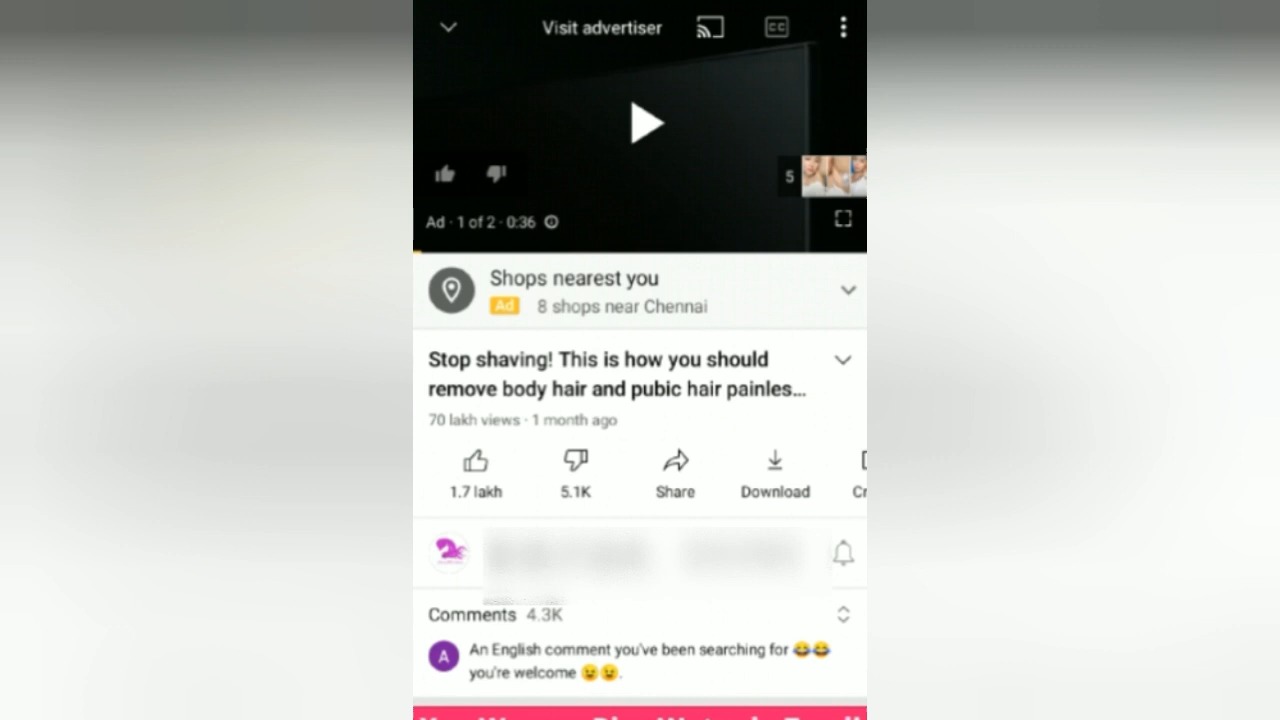 Visit advertiser
CC
5
Ad · 1 of 2 · 0:36
Shops nearest you
Ad 8 shops near Chennai
Stop shaving! This is how you should
remove body hair and pubic hair painles...
70 lakh views · 1 month ago
1.7 lakh 5.1K Share Download Cr
Comments 4.3K
A
An English comment you've been searching for 😂😂
you're welcome 😉😉.